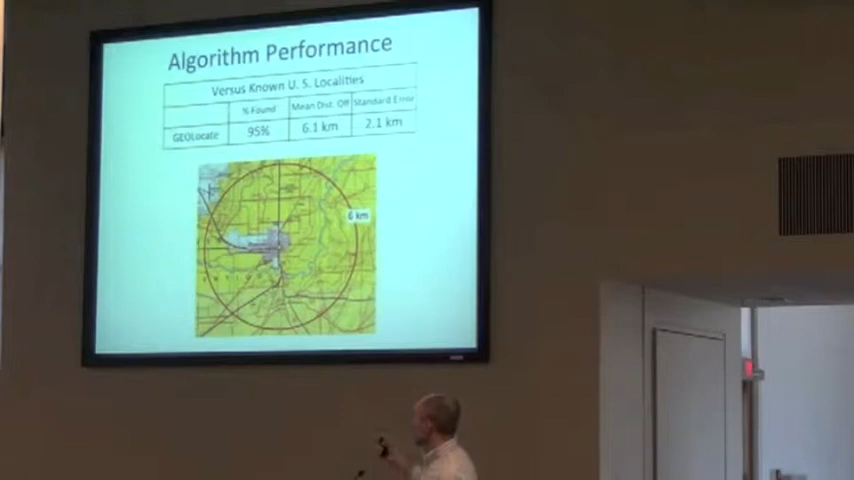 Algorithm Performance
Versus Known U. S. Localities
% Found Mean Dist. Off Standard Error
GEOLocate 95% 6.1 km 2.1 km
6 km